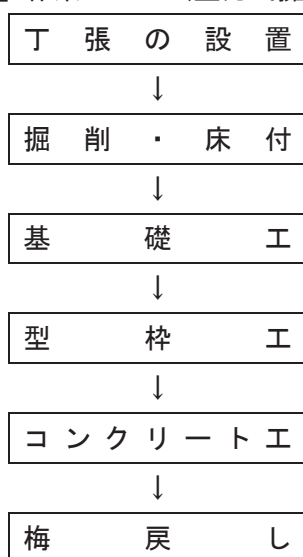 丁張の設置
↓
掘削・床付
↓
基礎工
↓
型枠工
↓
コンクリート工
↓
梅戻し